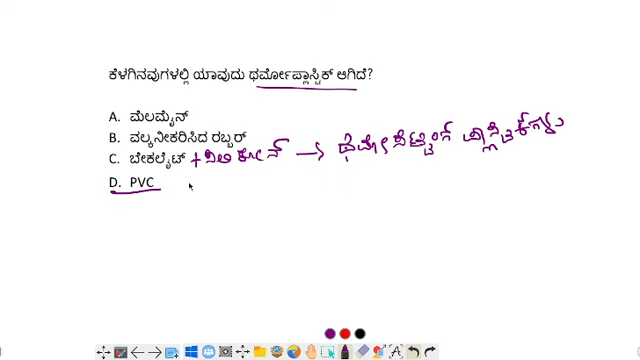 ಕೆಳಗಿನವುಗಳಲ್ಲಿ ಯಾವುದು ಥರ್ಮೋಪ್ಲಾಸ್ಟಿಕ್ ಆಗಿದೆ?
A. ಮೆಲಮೈನ್
B. ವಲ್ಕನೀಕರಿಸಿದ ರಬ್ಬರ್
C. ಬೇಕಲೈಟ್ + ಸಿಲಿಕೋನ್ → ಥರ್ಮೋಸೆಟ್ಟಿಂಗ್ ಪ್ಲಾಸ್ಟಿಕ್‌ಗಳು
D. PVC